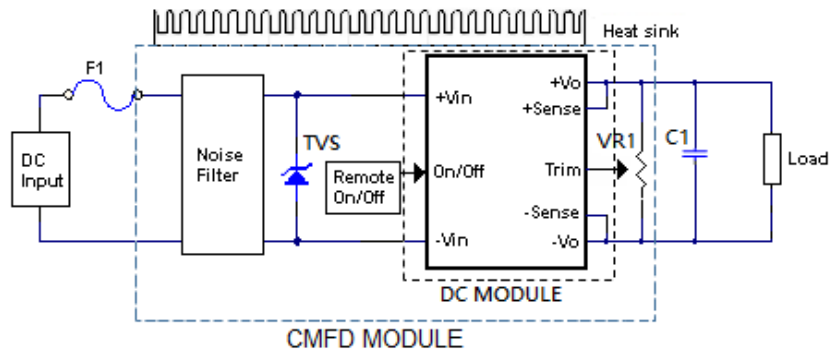 Heat sink
F1
DC
Input
Noise
Filter
TVS
Remote
On/Off
+Vin
On/Off
-Vin
+Vo
+Sense
Trim
-Sense
-Vo
VR1
C1
Load
DC MODULE
CMFD MODULE